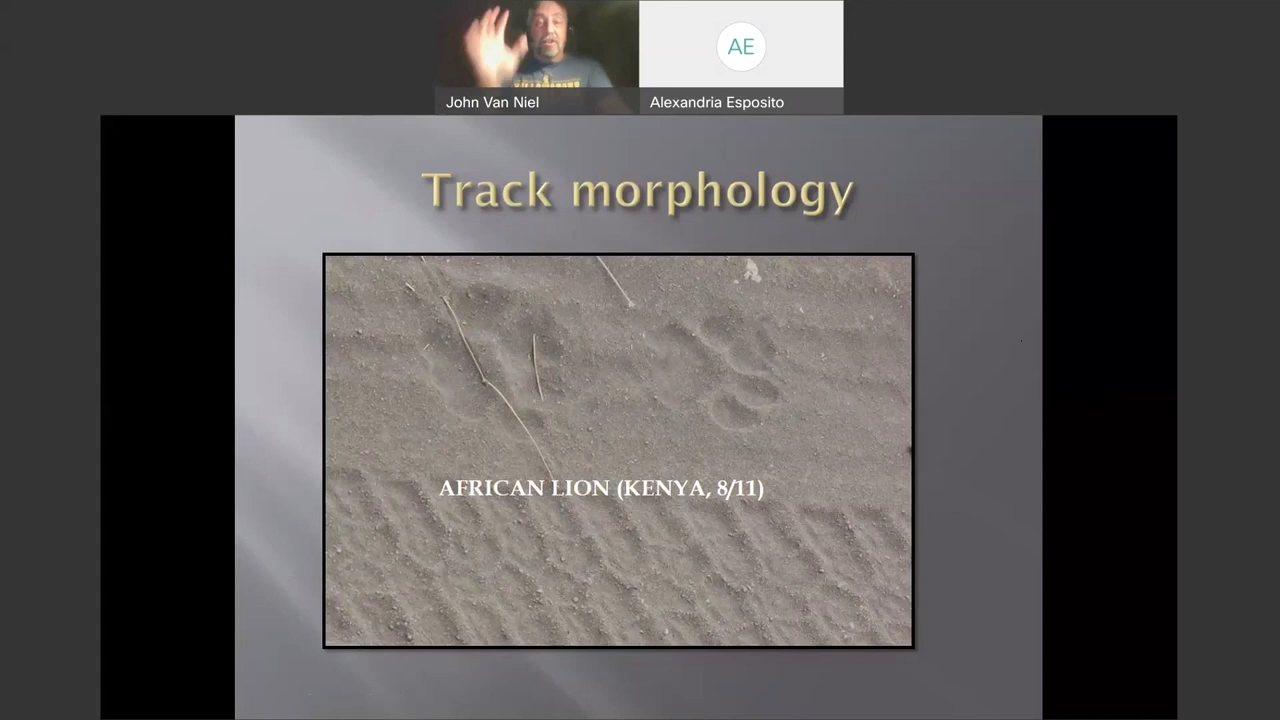 John Van Niel
AE
Alexandria Esposito
Track morphology
AFRICAN LION (KENYA, 8/11)